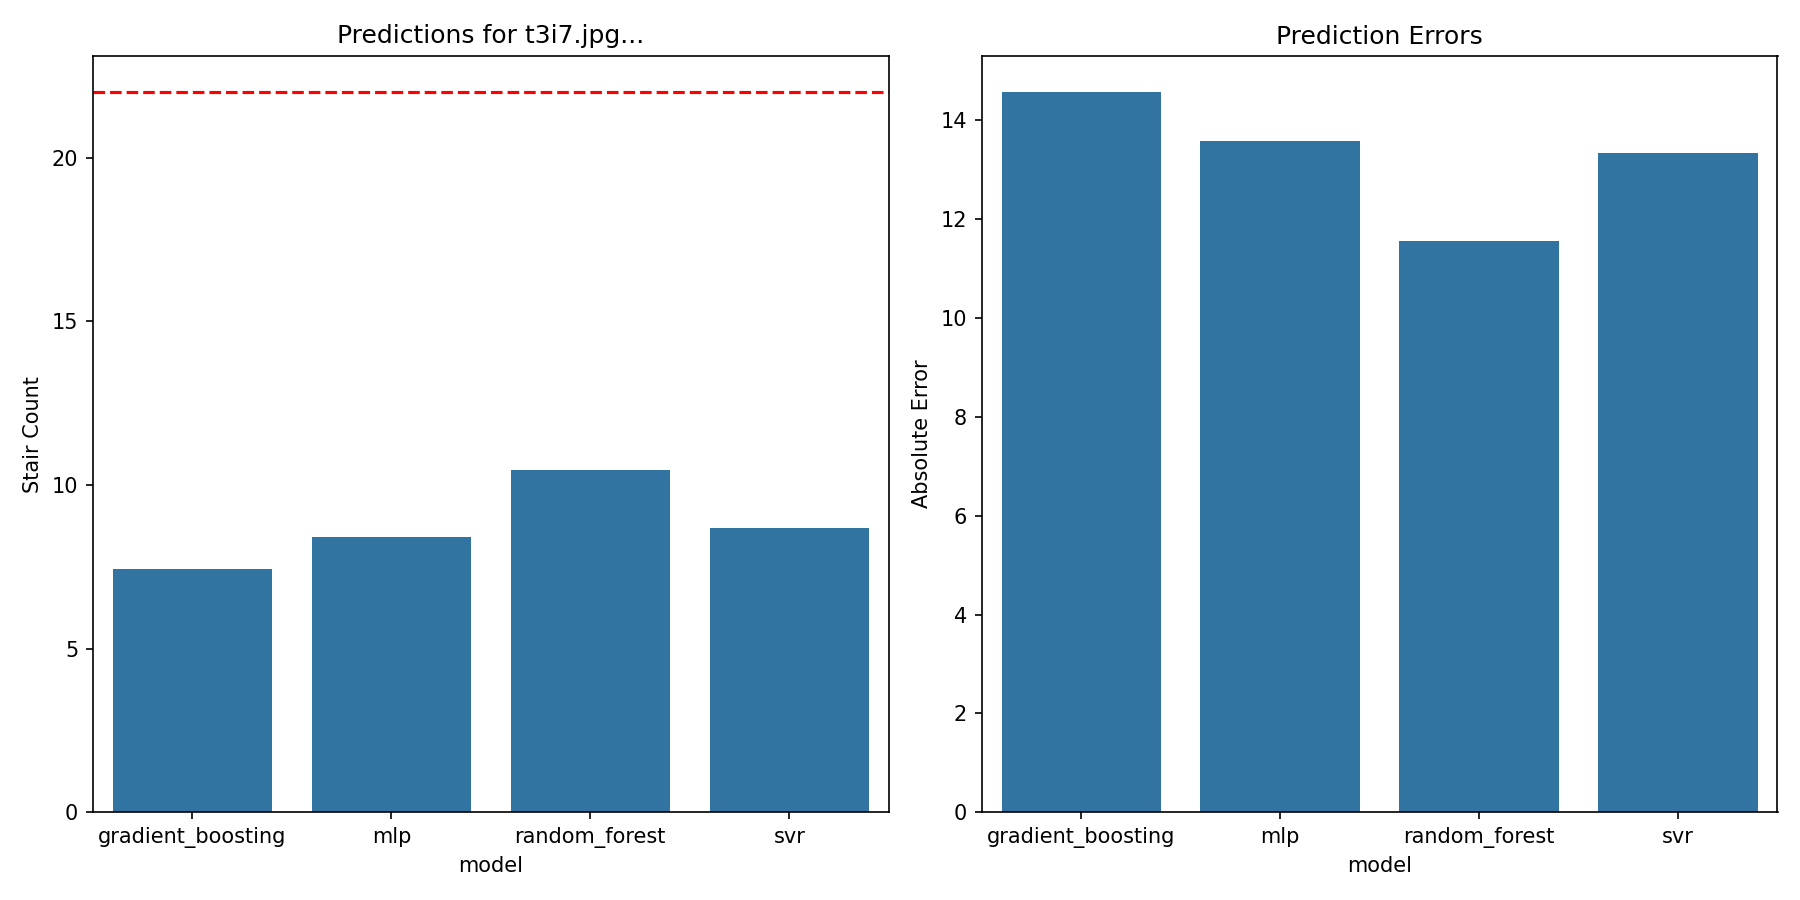 Predictions for t3i7.jpg...
Stair Count
20
15
10
5
0
gradient_boosting mlp random_forest svr
model
Prediction Errors
Absolute Error
14
12
10
8
6
4
2
0
gradient_boosting mlp random_forest svr
model